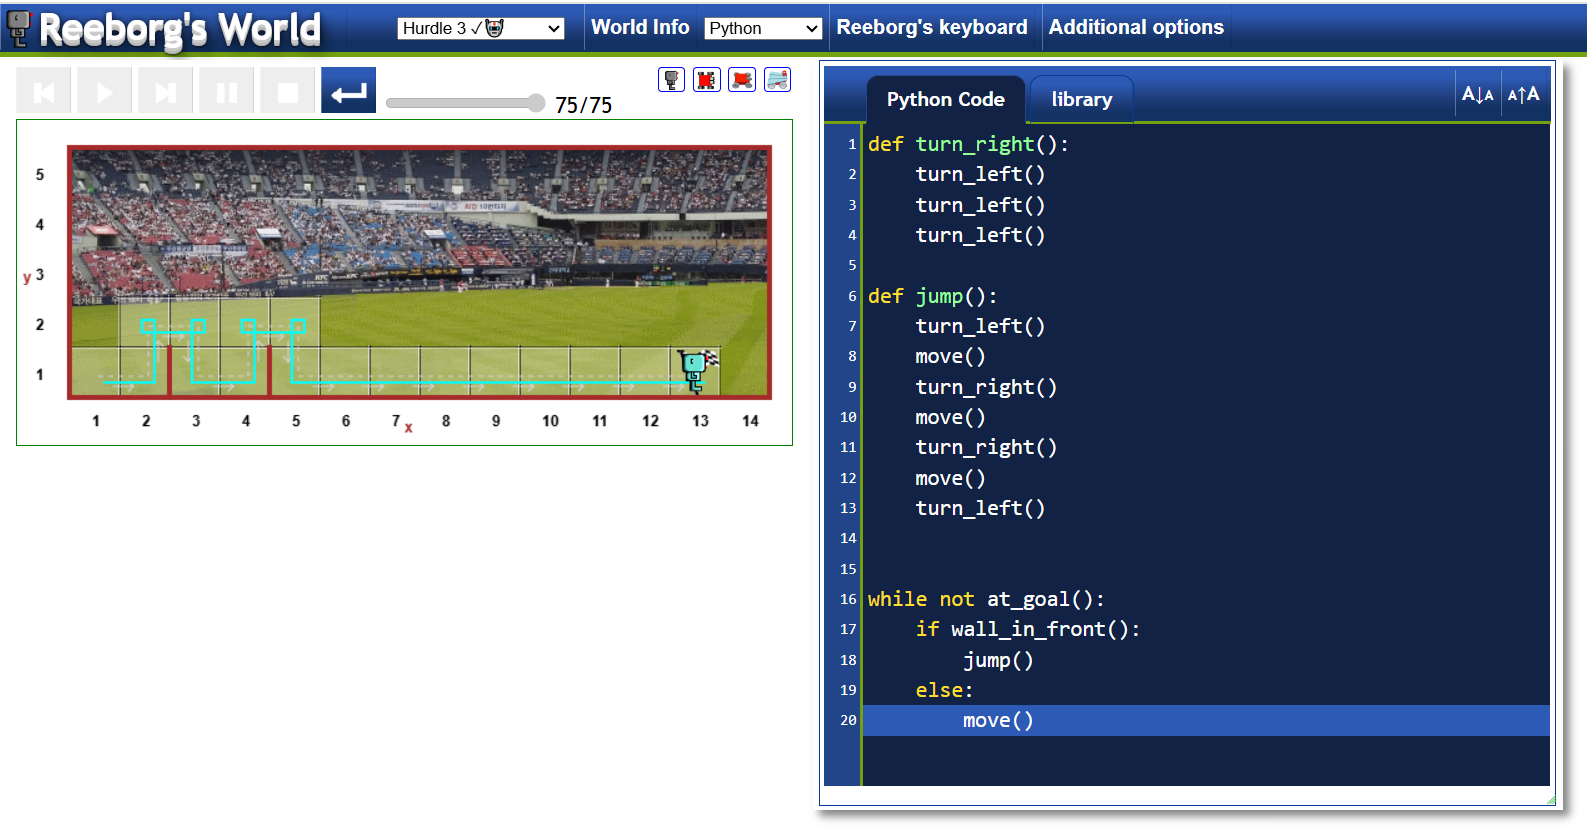 Reeborg's World
Hurdle 3 ✓
World Info
Python
Reeborg's keyboard
Additional options
75/75
Python Code
library
A↓A
A↑A
5
4
y 3
2
1
1 2 3 4 5 6 7 x 8 9 10 11 12 13 14
1 def turn_right():
2     turn_left()
3     turn_left()
4     turn_left()
5
6 def jump():
7     turn_left()
8     move()
9     turn_right()
10     move()
11     turn_right()
12     move()
13     turn_left()
14
15
16 while not at_goal():
17     if wall_in_front():
18         jump()
19     else:
20         move()